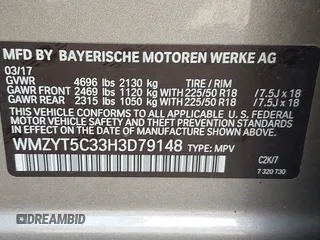 MFD BY BAYERISCHE MOTOREN WERKE AG
03/17
GVWR 4696 lbs 2130 kg TIRE / RIM
GAWR FRONT 2469 lbs 1120 kg 225/50 R18 /7.5J x 18
GAWR REAR 2315 lbs 1050 kg 225/50 R18 /7.5J x 18
THIS VEHICLE CONFORMS TO ALL APPLICABLE
FEDERAL MOTOR VEHICLE SAFETY, BUMPER, AND
THEFT PREVENTION STANDARDS IN EFFECT ON
THE DATE OF MANUFACTURE SHOWN ABOVE.
WMZYT5C33H3D79148 TYPE: MPV
C2K/7
7 320 730
DREAMBID